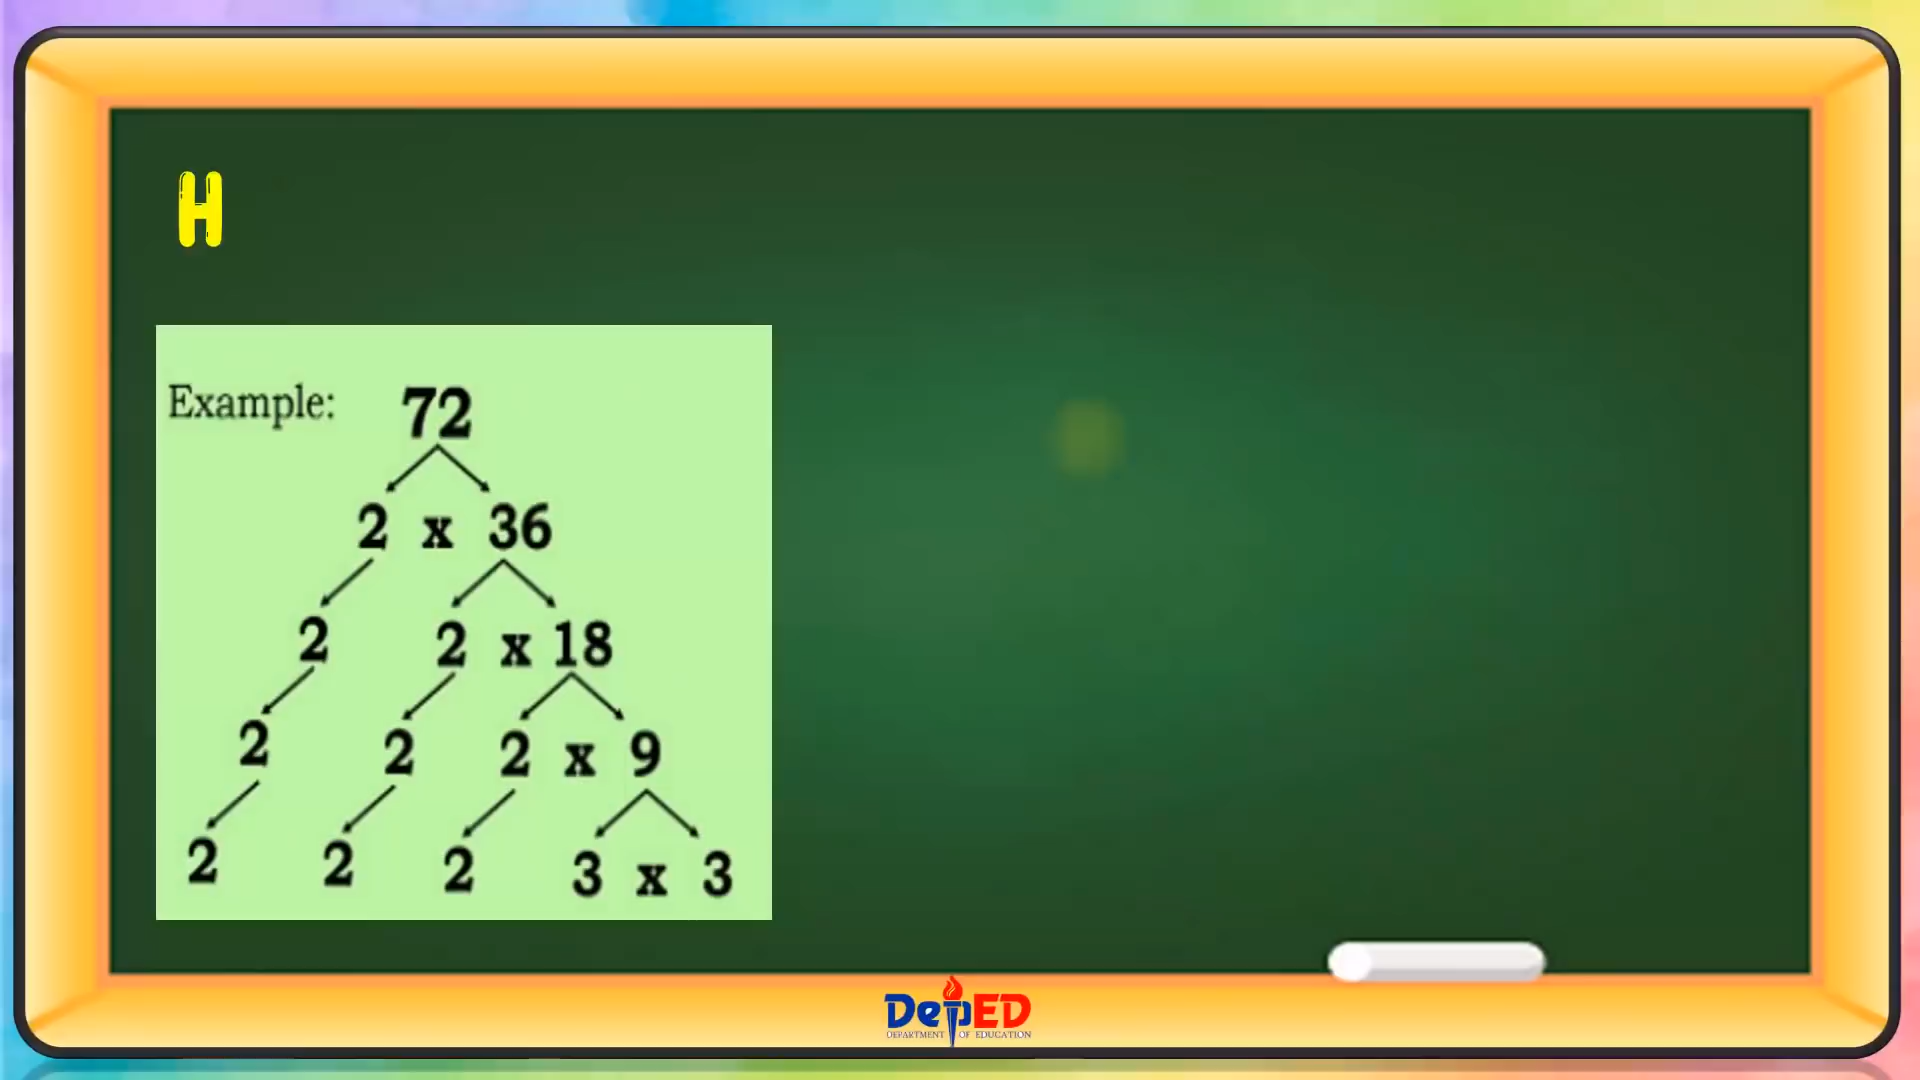 H
Example: 72
2 x 36
2 2 x 18
2 2 2 x 9
2 2 2 3 x 3
DepED
DEPARTMENT OF EDUCATION